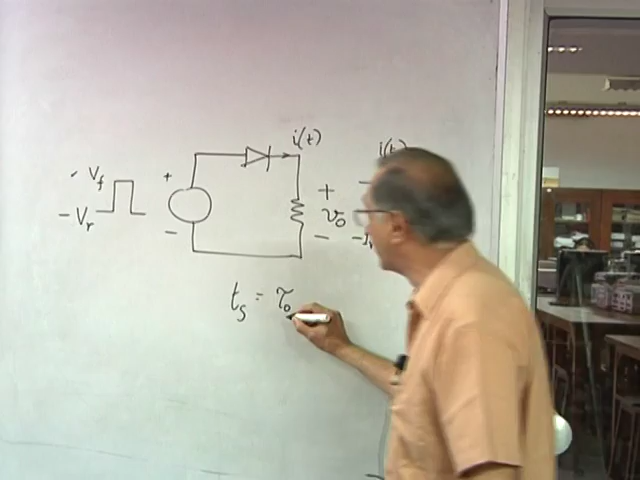 i(t)
i(t)
V_f
+
+
-V_r
v_o
−
−
t_s = τ_o